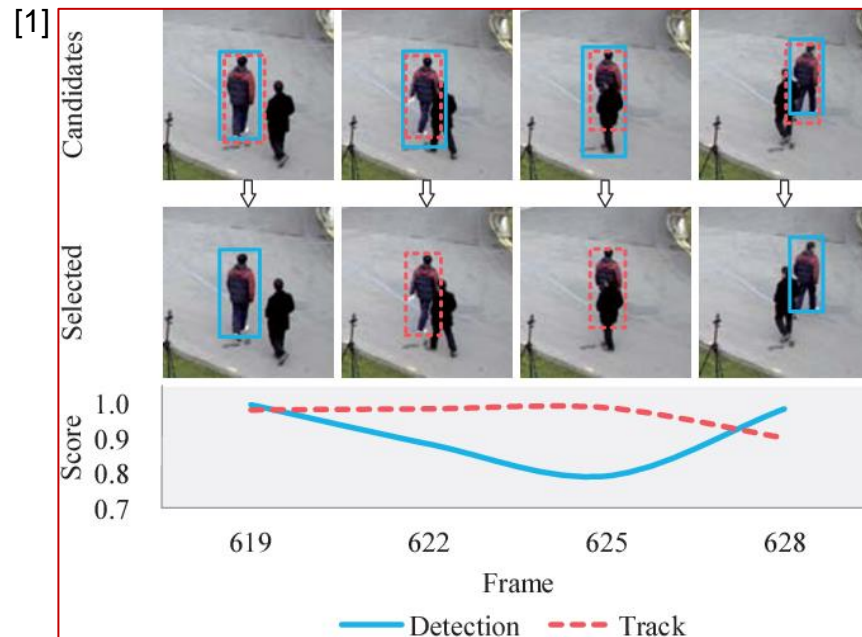 [1]
Candidates
Selected
Score
1.0
0.9
0.8
0.7
619 622 625 628
Frame
Detection Track